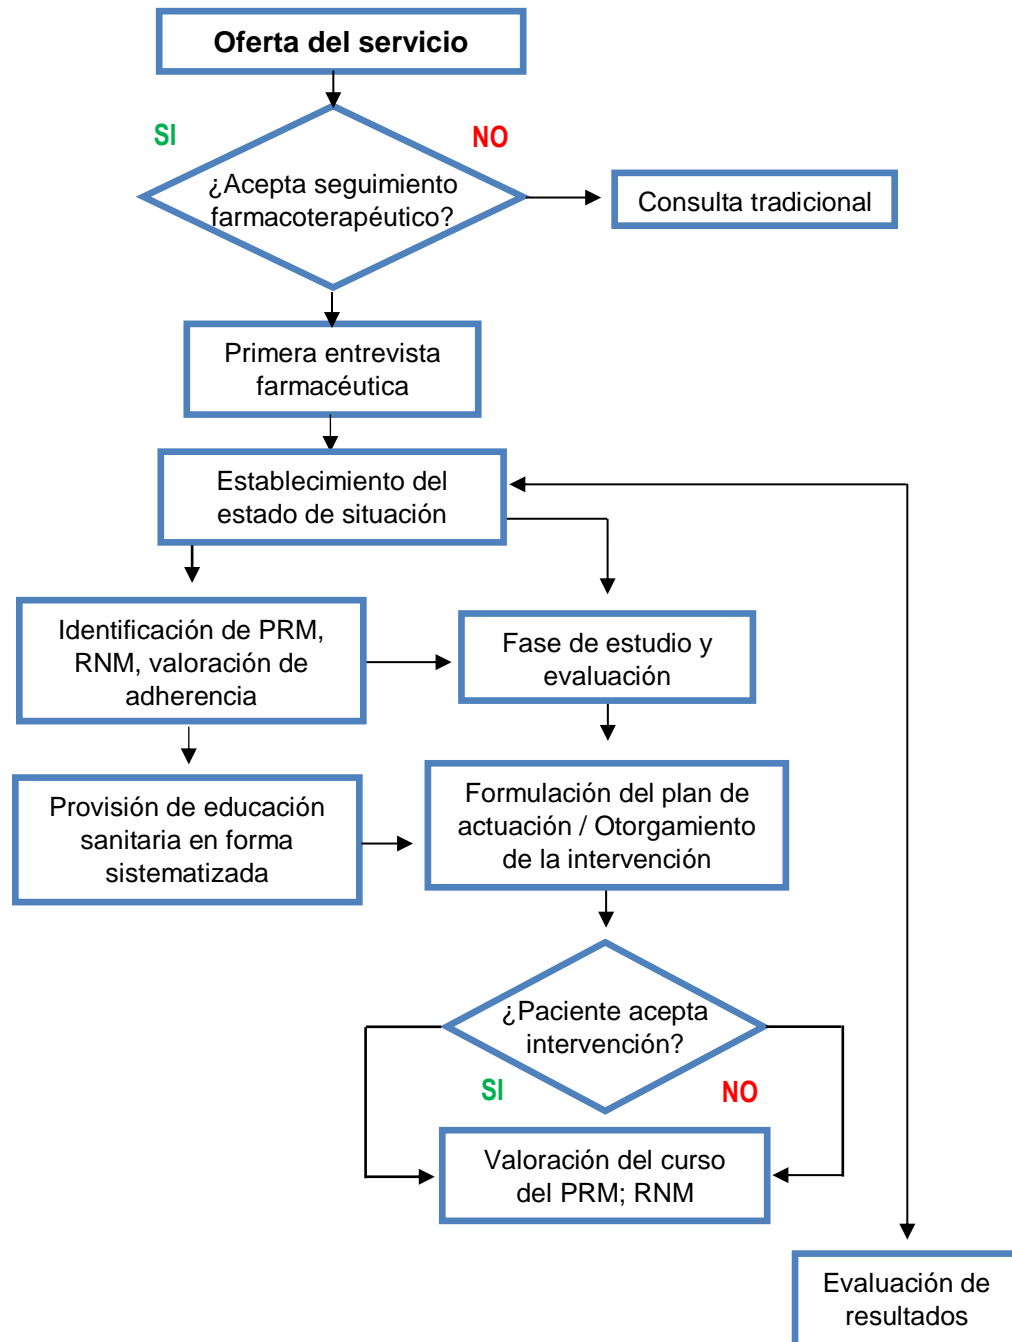 Oferta del servicio
SI
NO
¿Acepta seguimiento
farmacoterapéutico?
Consulta tradicional
Primera entrevista
farmacéutica
Establecimiento del
estado de situación
Identificación de PRM,
RNM, valoración de
adherencia
Fase de estudio y
evaluación
Provisión de educación
sanitaria en forma
sistematizada
Formulación del plan de
actuación / Otorgamiento
de la intervención
¿Paciente acepta
intervención?
SI
NO
Valoración del curso
del PRM; RNM
Evaluación de
resultados